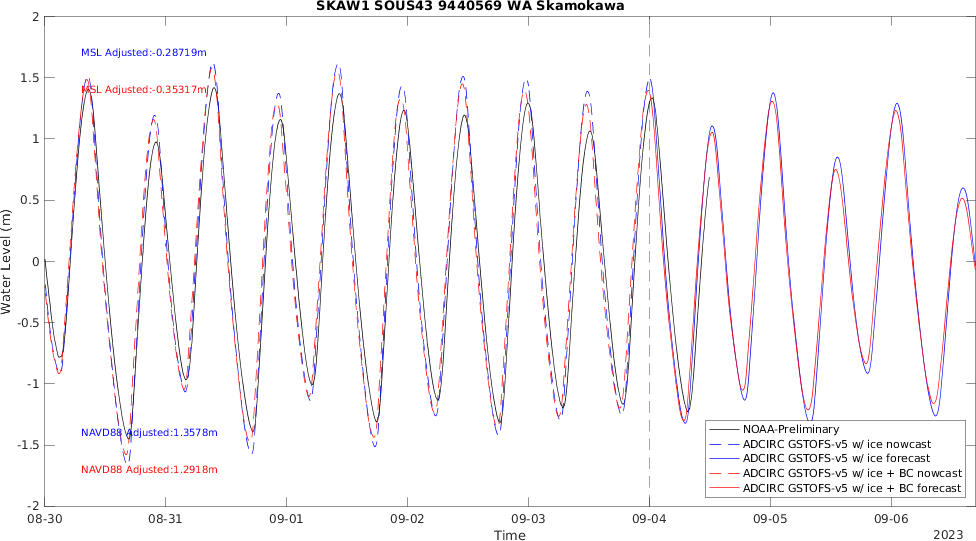 SKAW1 SOUS43 9440569 WA Skamokawa
2
1.5
1
0.5
0
-0.5
-1
-1.5
-2
Water Level (m)
MSL Adjusted:-0.28719m
MSL Adjusted:-0.35317m
NAVD88 Adjusted:1.3578m
NAVD88 Adjusted:1.2918m
NOAA-Preliminary
ADCIRC GSTOFS-v5 w/ ice nowcast
ADCIRC GSTOFS-v5 w/ ice forecast
ADCIRC GSTOFS-v5 w/ ice + BC nowcast
ADCIRC GSTOFS-v5 w/ ice + BC forecast
08-30 08-31 09-01 09-02 09-03 09-04 09-05 09-06
Time
2023